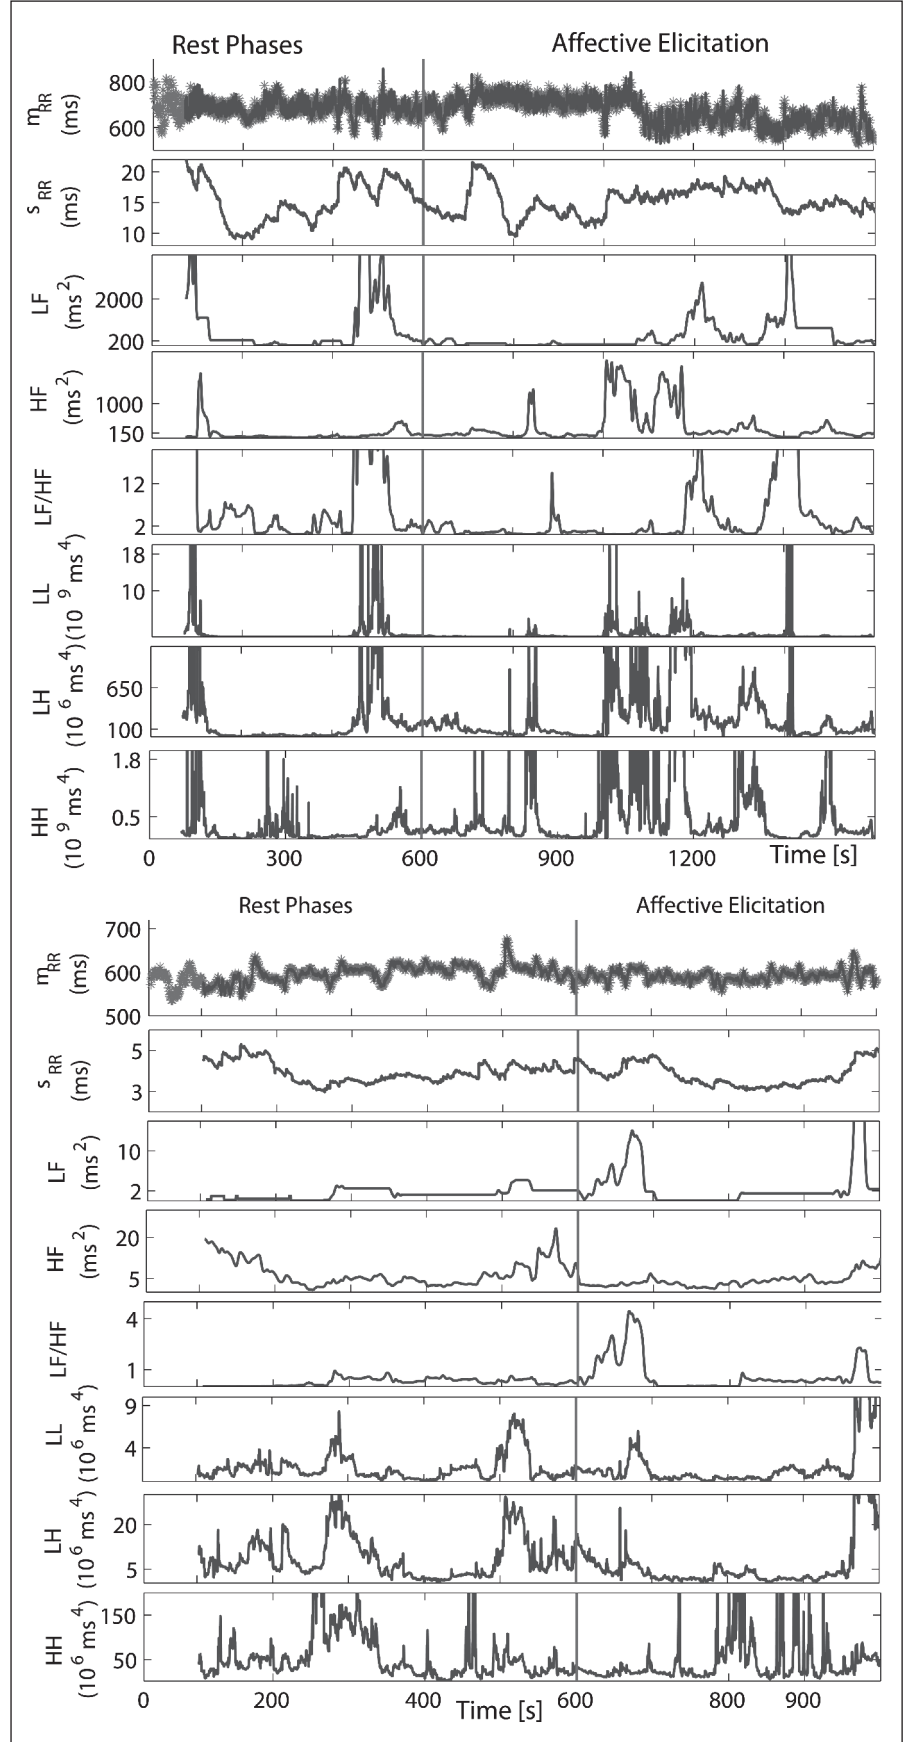 Rest Phases Affective Elicitation
800
600
mRR
(ms)
20
15
10
s RR
(ms)
2000
200
LF
(ms 2)
1000
150
HF
(ms 2)
12
2
LF/HF
18
10
LL
(10 9 ms 4)
650
100
LH
(10 6 ms 4)
1.8
0.5
HH
(10 9 ms 4)
0 300 600 900 1200 Time [s]
Rest Phases Affective Elicitation
700
600
500
mRR
(ms)
5
3
s RR
(ms)
10
2
LF
(ms 2)
20
5
HF
(ms 2)
4
1
LF/HF
9
4
LL
(10 6 ms 4)
20
5
LH
(10 6 ms 4)
150
50
HH
(10 6 ms 4)
0 200 400 600 800 900
Time [s]